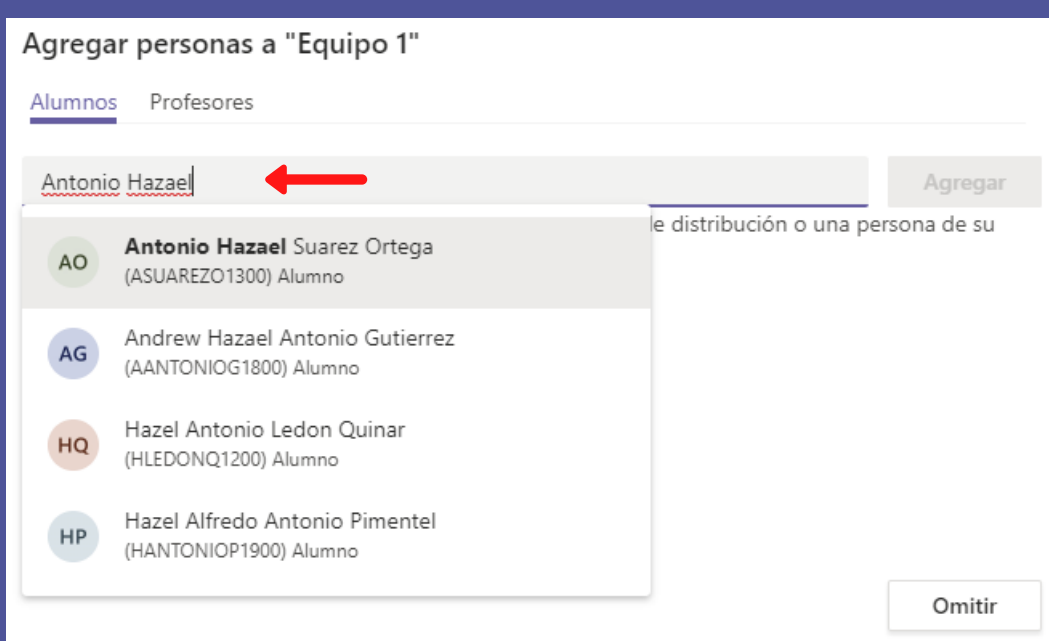 Agregar personas a "Equipo 1"
Alumnos Profesores
Antonio Hazael Agregar
de distribución o una persona de su
AO Antonio Hazael Suarez Ortega
(ASUAREZO1300) Alumno
AG Andrew Hazael Antonio Gutierrez
(AANTONIOG1800) Alumno
HQ Hazel Antonio Ledon Quinar
(HLEDONQ1200) Alumno
HP Hazel Alfredo Antonio Pimentel
(HANTONIOP1900) Alumno
Omitir